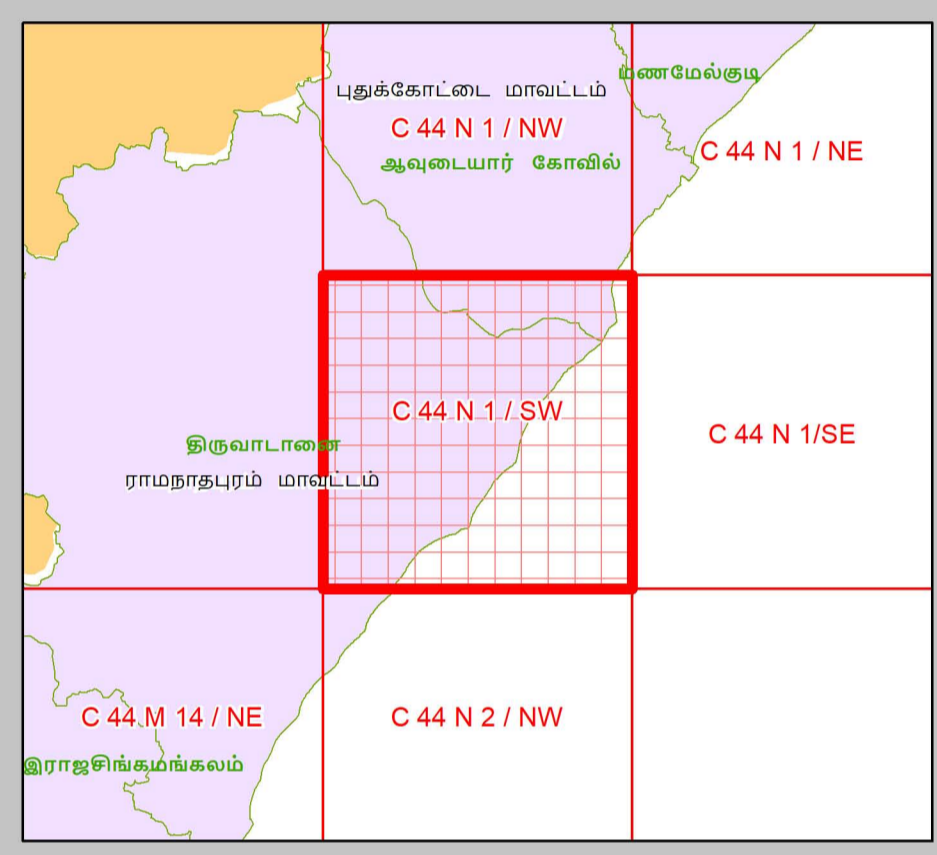 மணமேல்குடி
புதுக்கோட்டை மாவட்டம்
C 44 N 1 / NW
C 44 N 1 / NE
ஆவுடையார் கோவில்
C 44 N 1 / SW
C 44 N 1/SE
திருவாடானை
ராமநாதபுரம் மாவட்டம்
C 44 M 14 / NE
C 44 N 2 / NW
இராஜசிங்கமங்கலம்